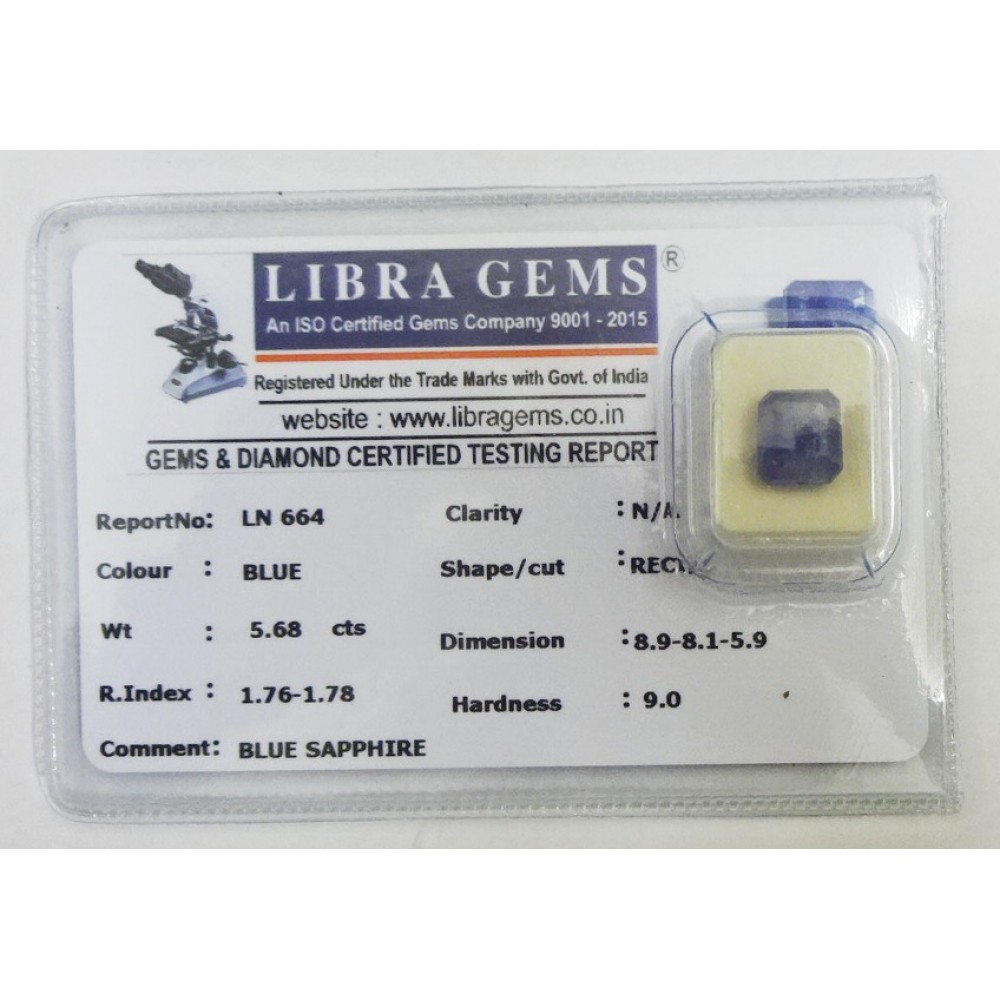 LIBRA GEMS ®
An ISO Certified Gems Company 9001 - 2015
Registered Under the Trade Marks with Govt. of India
website : www.libragems.co.in
GEMS & DIAMOND CERTIFIED TESTING REPORT
ReportNo: LN 664 Clarity : N/A.
Colour : BLUE Shape/cut :
Wt : 5.68 cts Dimension :8.9-8.1-5.9
R.Index : 1.76-1.78 Hardness : 9.0
Comment: BLUE SAPPHIRE